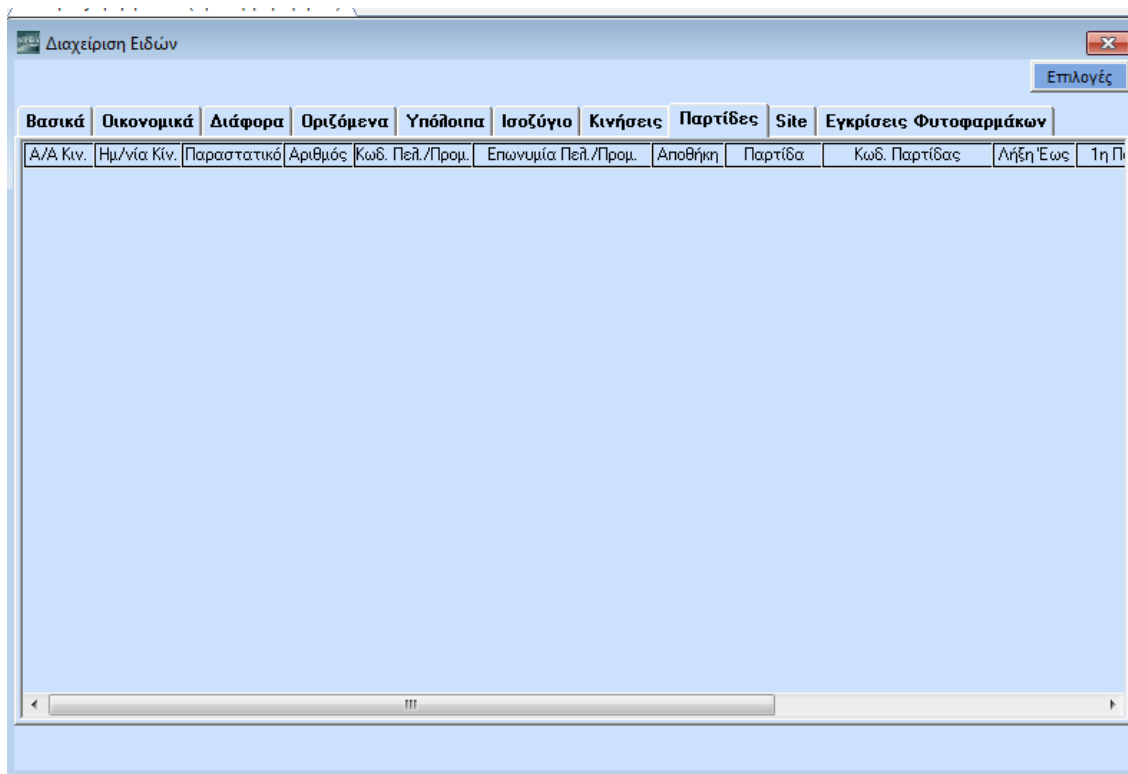 Διαχείριση Ειδών
Επιλογές
Βασικά Οικονομικά Διάφορα Οριζόμενα Υπόλοιπα Ισοζύγιο Κινήσεις Παρτίδες Site Εγκρίσεις Φυτοφαρμάκων
Α/Α Κιν. Ημ/νία Κίν. Παραστατικό Αριθμός Κωδ. Πελ./Προμ. Επωνυμία Πελ./Προμ. Αποθήκη Παρτίδα Κωδ. Παρτίδας Λήξη Έως 1η